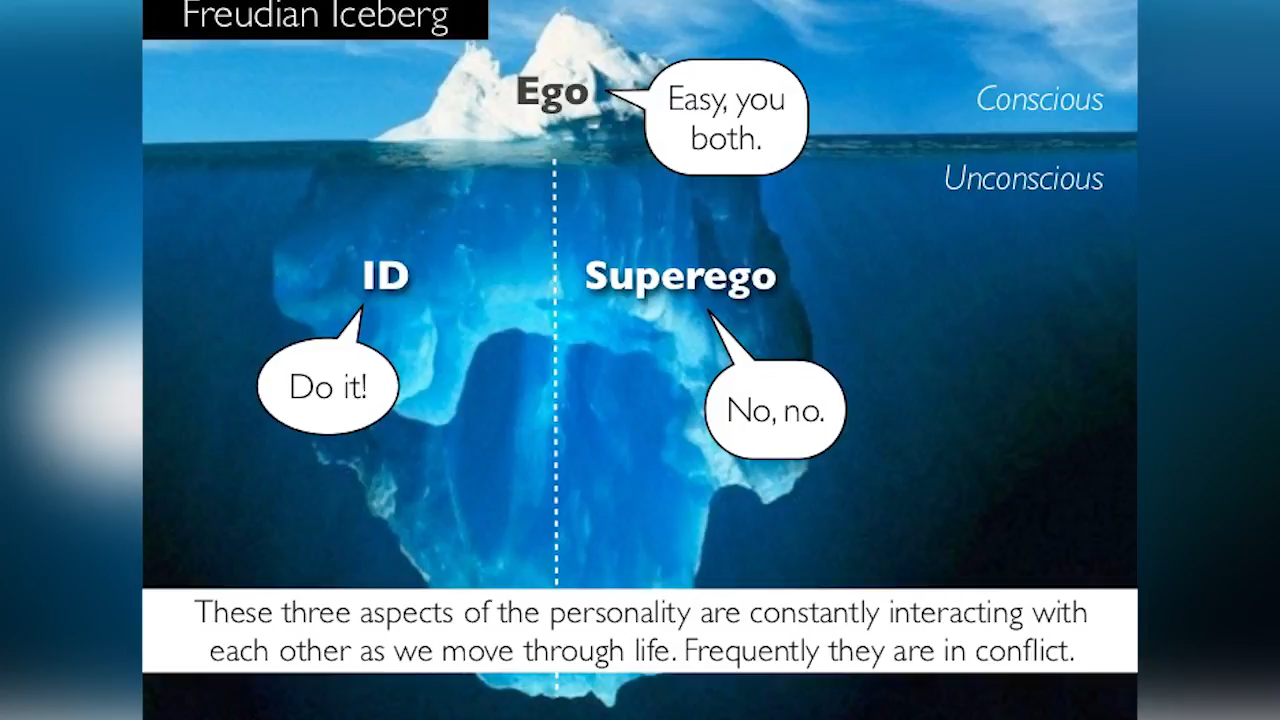 Freudian Iceberg
Ego
Easy, you
both.
Conscious
Unconscious
ID
Superego
Do it!
No, no.
These three aspects of the personality are constantly interacting with
each other as we move through life. Frequently they are in conflict.